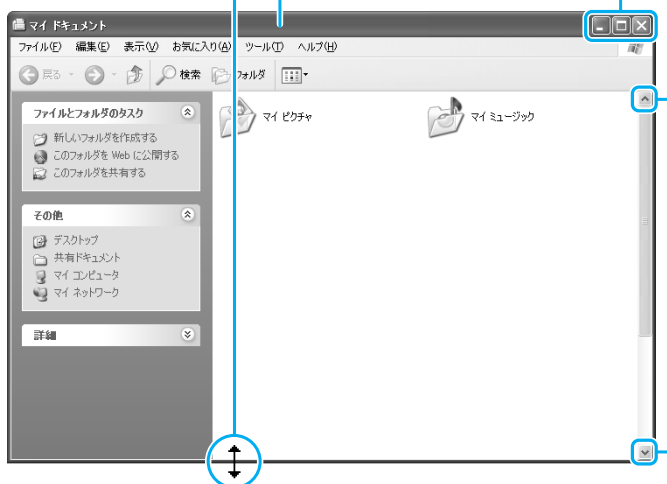 マイ ドキュメント
ファイル(F) 編集(E) 表示(V) お気に入り(A) ツール(T) ヘルプ(H)
戻る 検索 フォルダ
ファイルとフォルダのタスク
新しいフォルダを作成する
このフォルダを Web に公開する
このフォルダを共有する
その他
デスクトップ
共有ドキュメント
マイ コンピュータ
マイ ネットワーク
詳細
マイ ピクチャ
マイ ミュージック